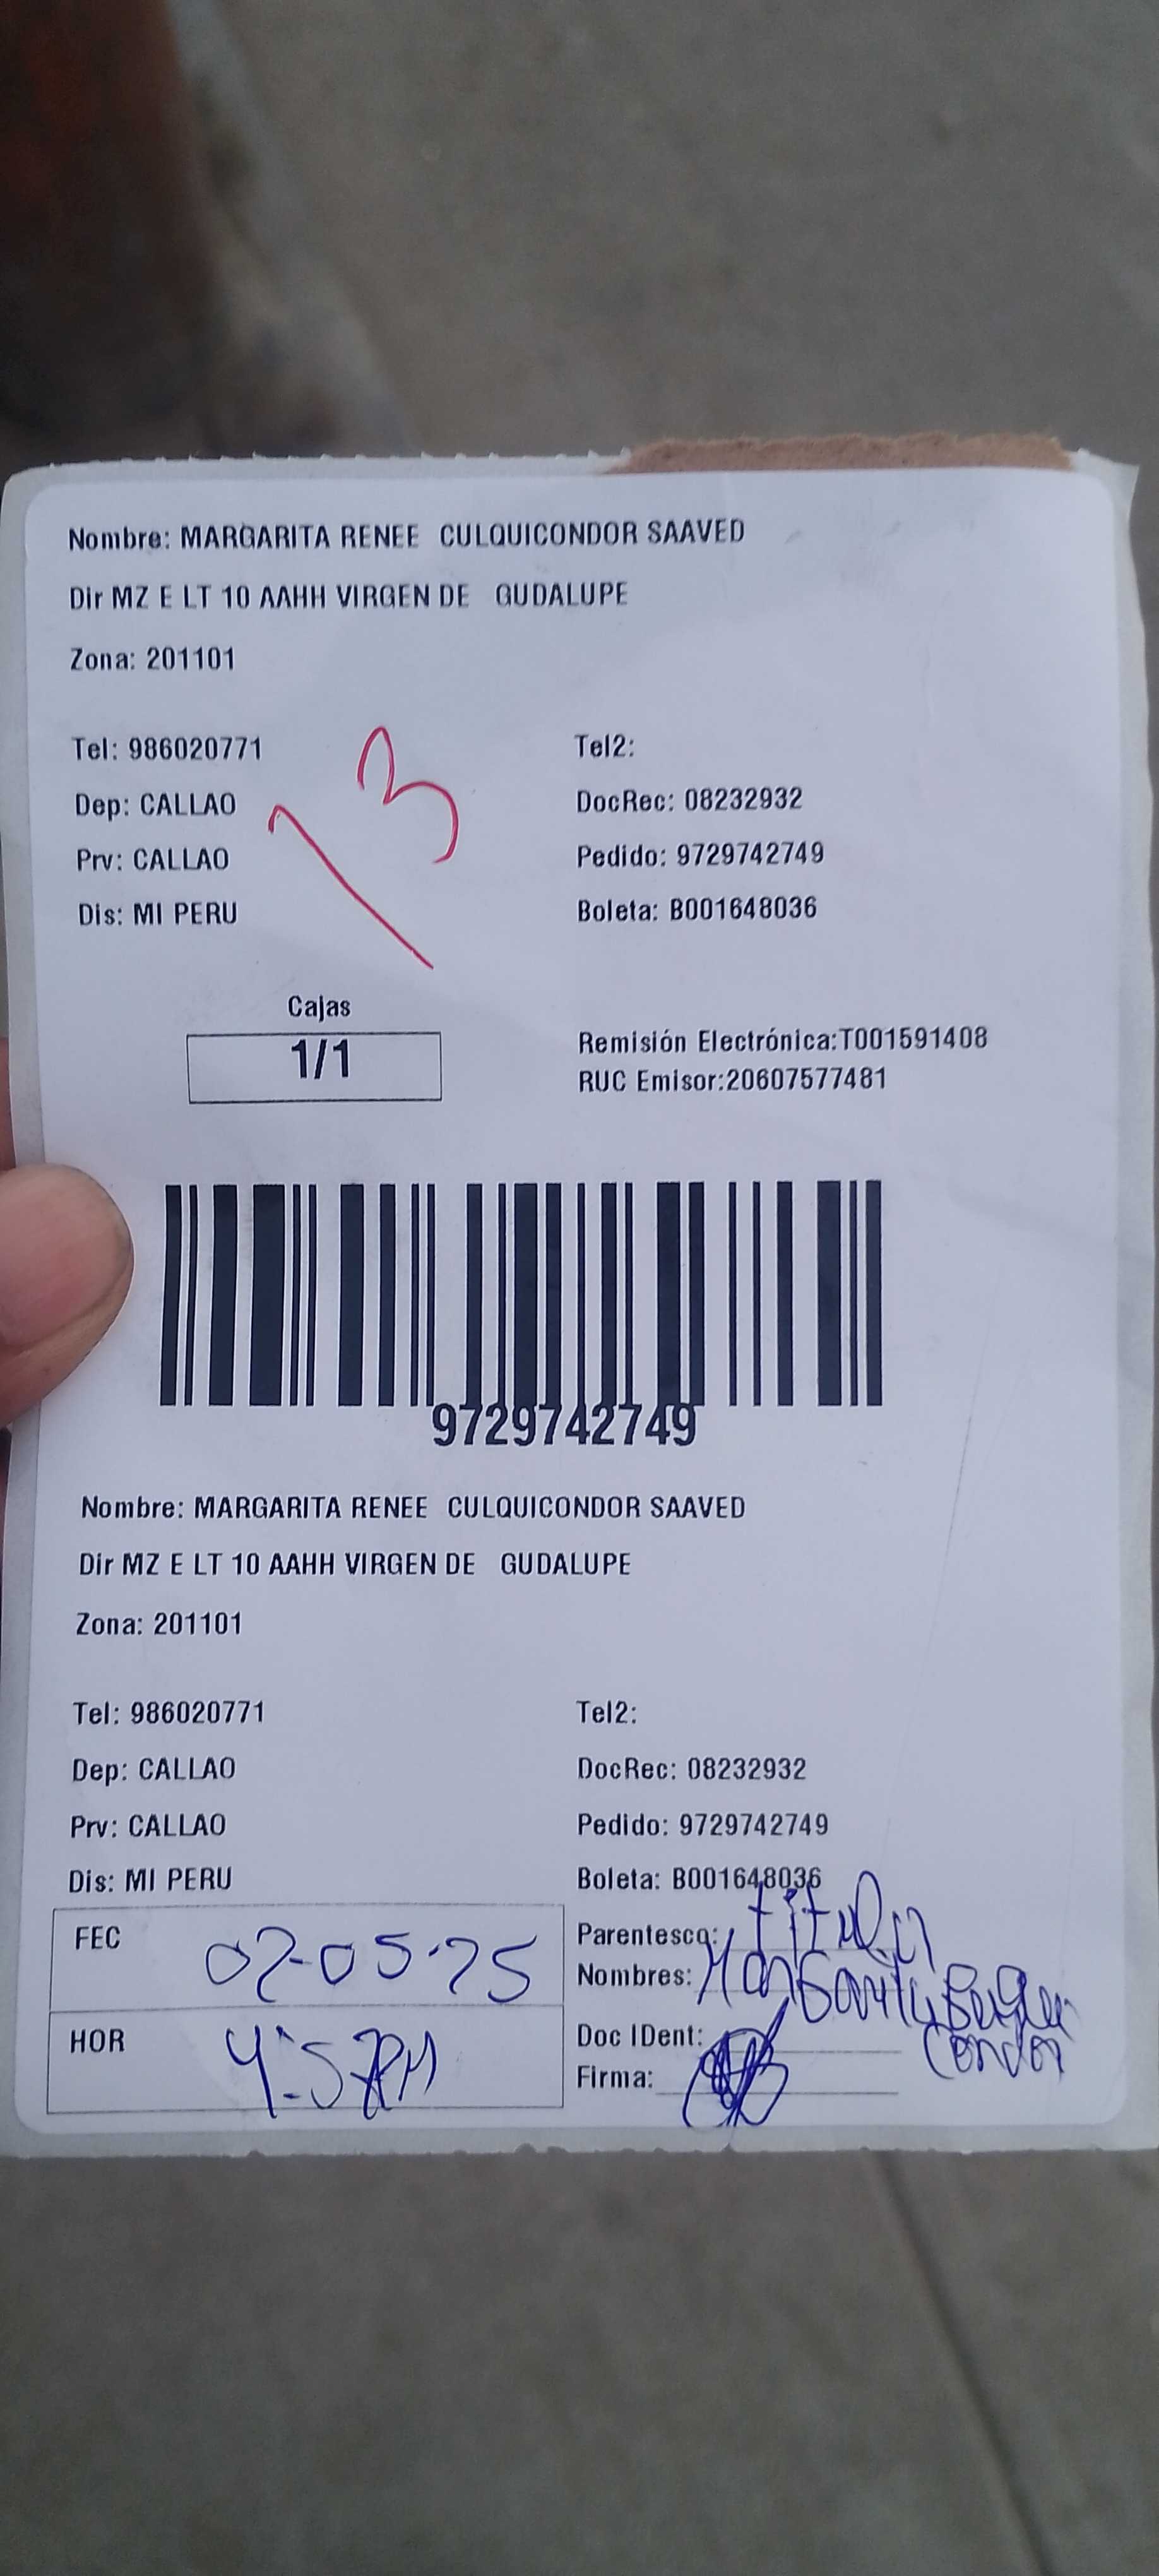 Nombre: MARGARITA RENEE CULQUICONDOR SAAVED
Dir MZ E LT 10 AAHH VIRGEN DE GUDALUPE
Zona: 201101
Tel: 986020771 Tel2:
Dep: CALLAO DocRec: 08232932
Prv: CALLAO Pedido: 9729742749
Dis: MI PERU Boleta: B001648036
13
Cajas
1/1
Remisión Electrónica:T001591408
RUC Emisor:20607577481
9729742749
Nombre: MARGARITA RENEE CULQUICONDOR SAAVED
Dir MZ E LT 10 AAHH VIRGEN DE GUDALUPE
Zona: 201101
Tel: 986020771 Tel2:
Dep: CALLAO DocRec: 08232932
Prv: CALLAO Pedido: 9729742749
Dis: MI PERU Boleta: B001648036
FEC 02-05-25
HOR
Parentesco: titular
Nombres: Margarita
Condor
Doc IDent:
Firma: